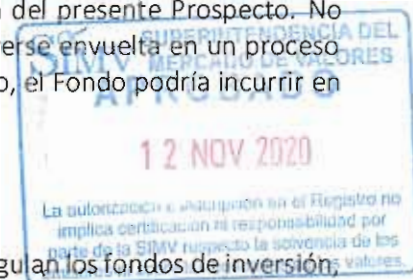 del presente Prospecto. No
SUPERINTENDENCIA DEL
verse envuelta en un proceso
SIMV MERCADO DE VALORES
o, el Fondo podría incurrir en
APROBADO
12 NOV 2020
La autorización e inscripción en el Registro no
implica certificación ni responsabilidad por
parte de la SIMV respecto la solvencia de los
gulan los fondos de inversión,
valores.